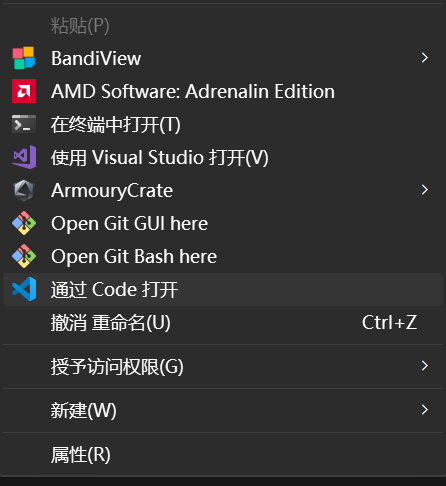 粘贴(P)
BandiView
AMD Software: Adrenalin Edition
在终端中打开(T)
使用 Visual Studio 打开(V)
ArmouryCrate
Open Git GUI here
Open Git Bash here
通过 Code 打开
撤消 重命名(U) Ctrl+Z
授予访问权限(G)
新建(W)
属性(R)